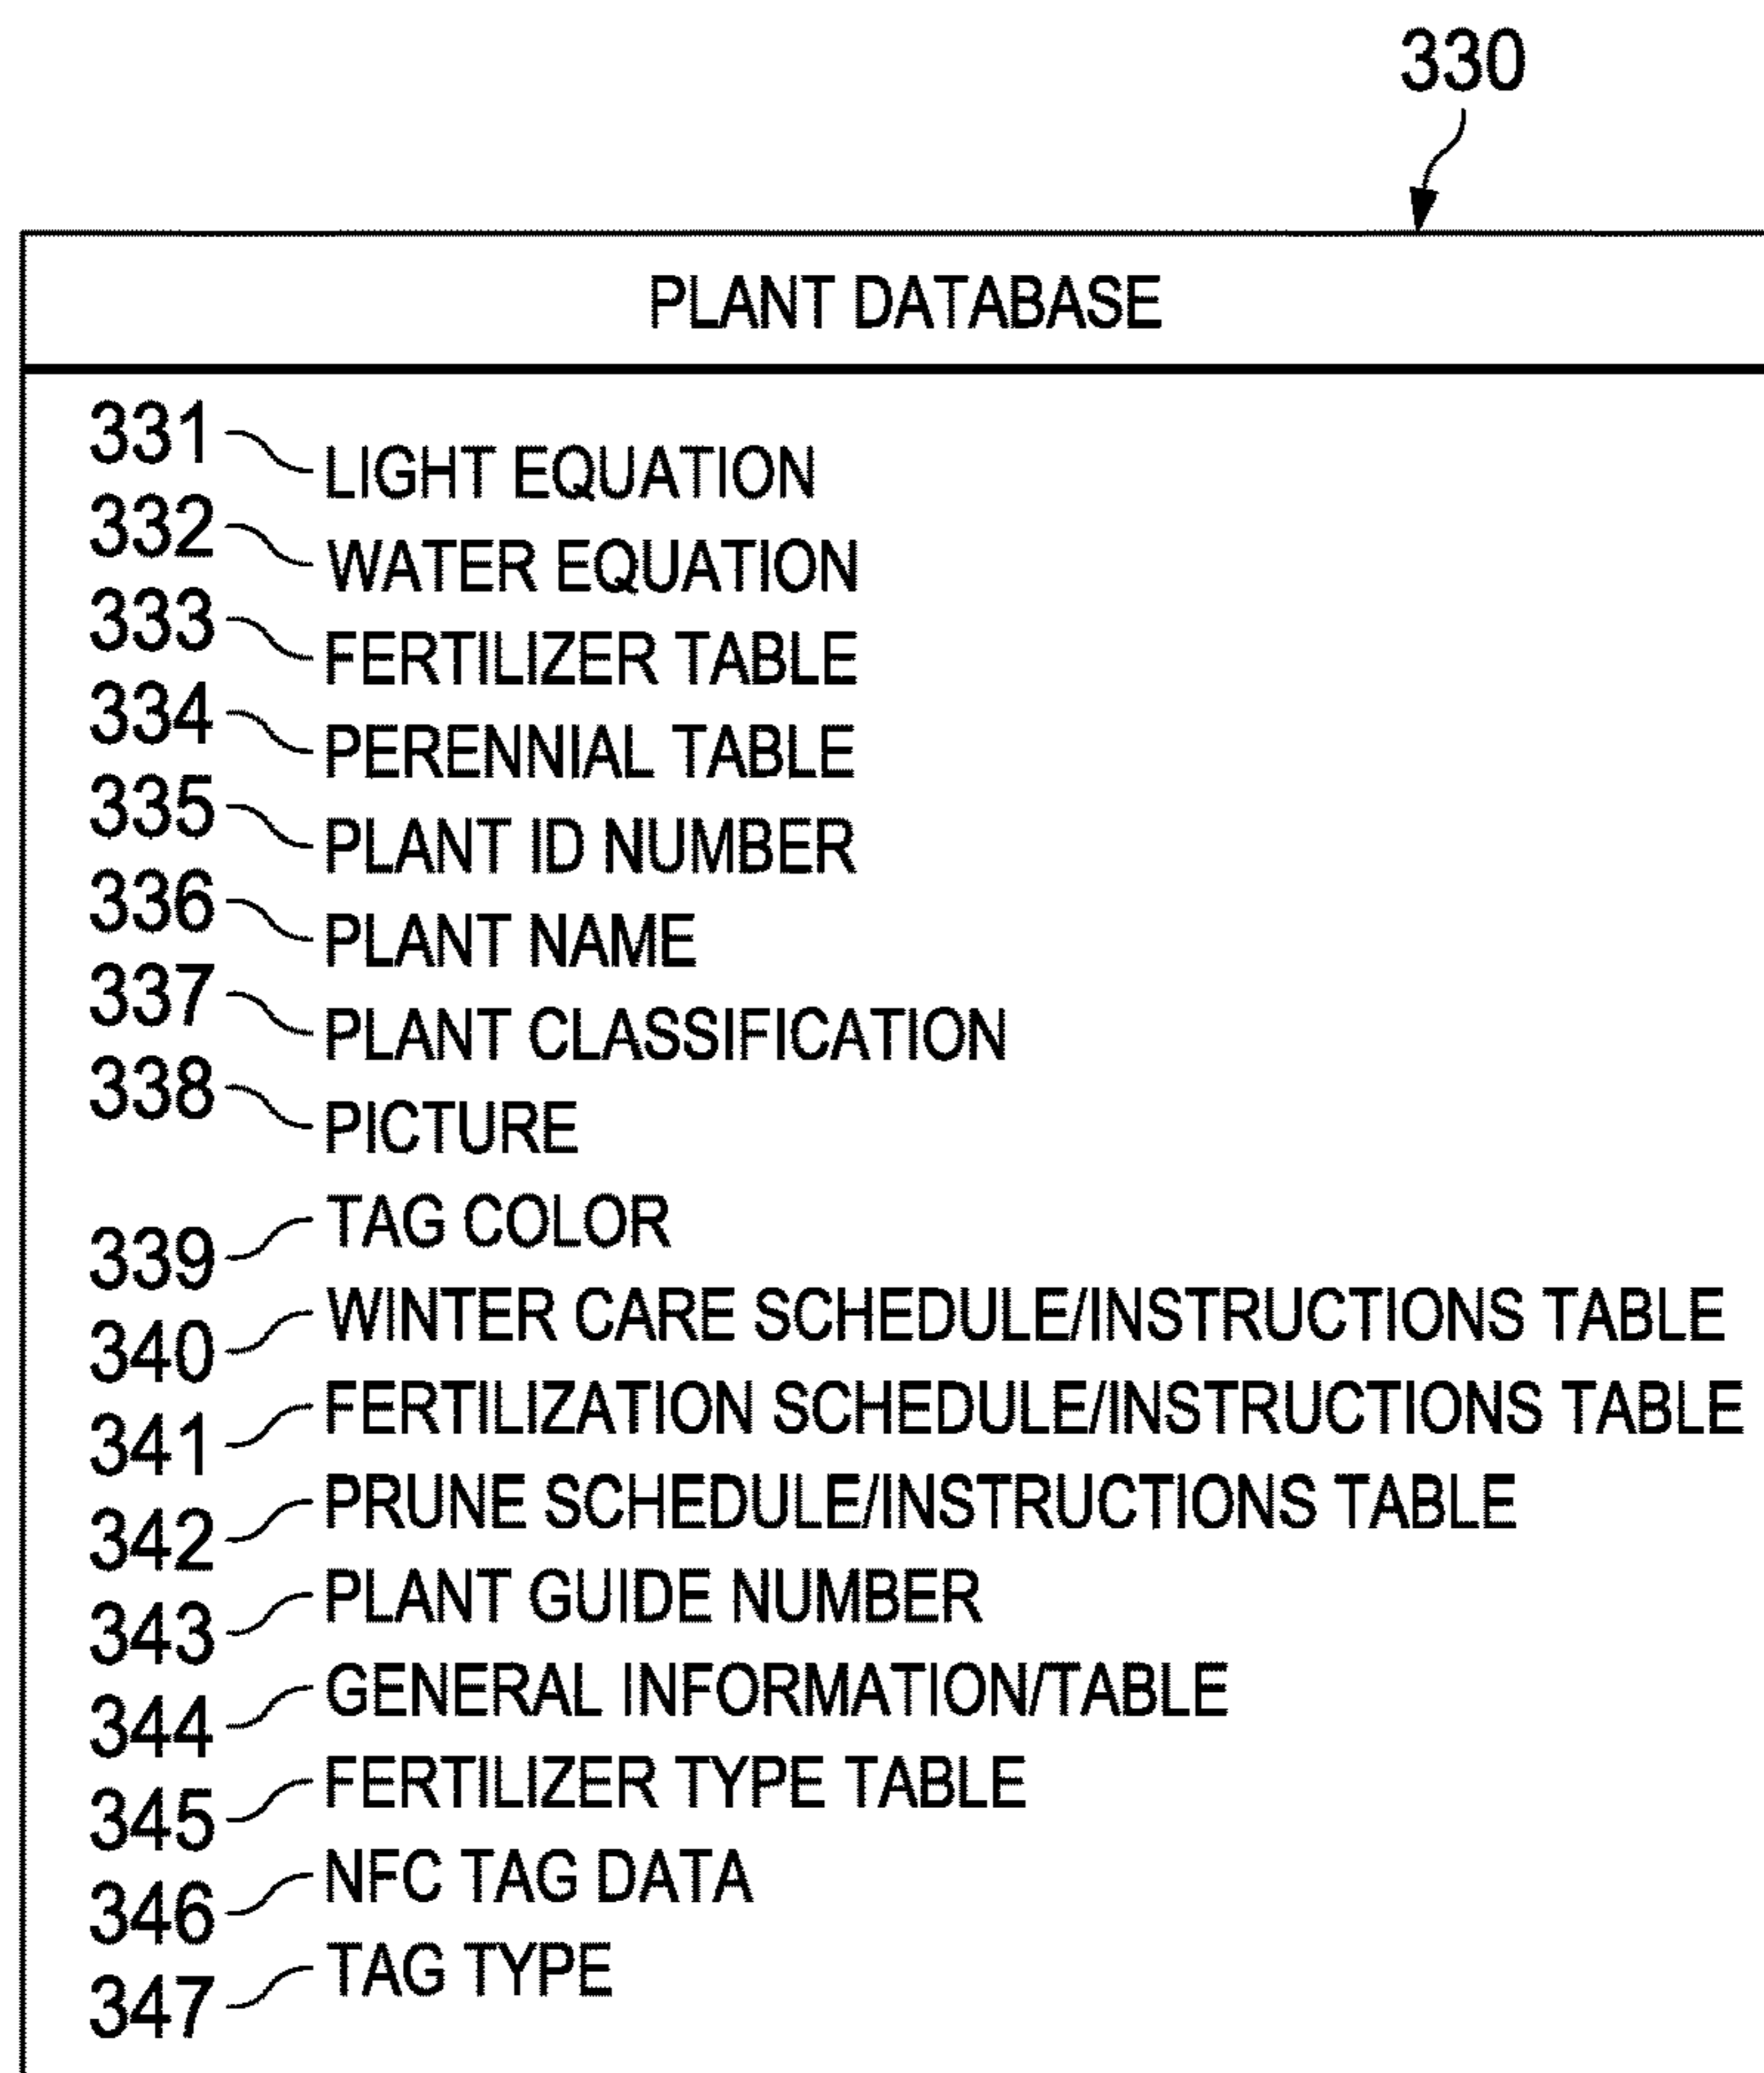 330
PLANT DATABASE
331 LIGHT EQUATION
332 WATER EQUATION
333 FERTILIZER TABLE
334 PERENNIAL TABLE
335 PLANT ID NUMBER
336 PLANT NAME
337 PLANT CLASSIFICATION
338 PICTURE
339 TAG COLOR
340 WINTER CARE SCHEDULE/INSTRUCTIONS TABLE
341 FERTILIZATION SCHEDULE/INSTRUCTIONS TABLE
342 PRUNE SCHEDULE/INSTRUCTIONS TABLE
343 PLANT GUIDE NUMBER
344 GENERAL INFORMATION/TABLE
345 FERTILIZER TYPE TABLE
346 NFC TAG DATA
347 TAG TYPE